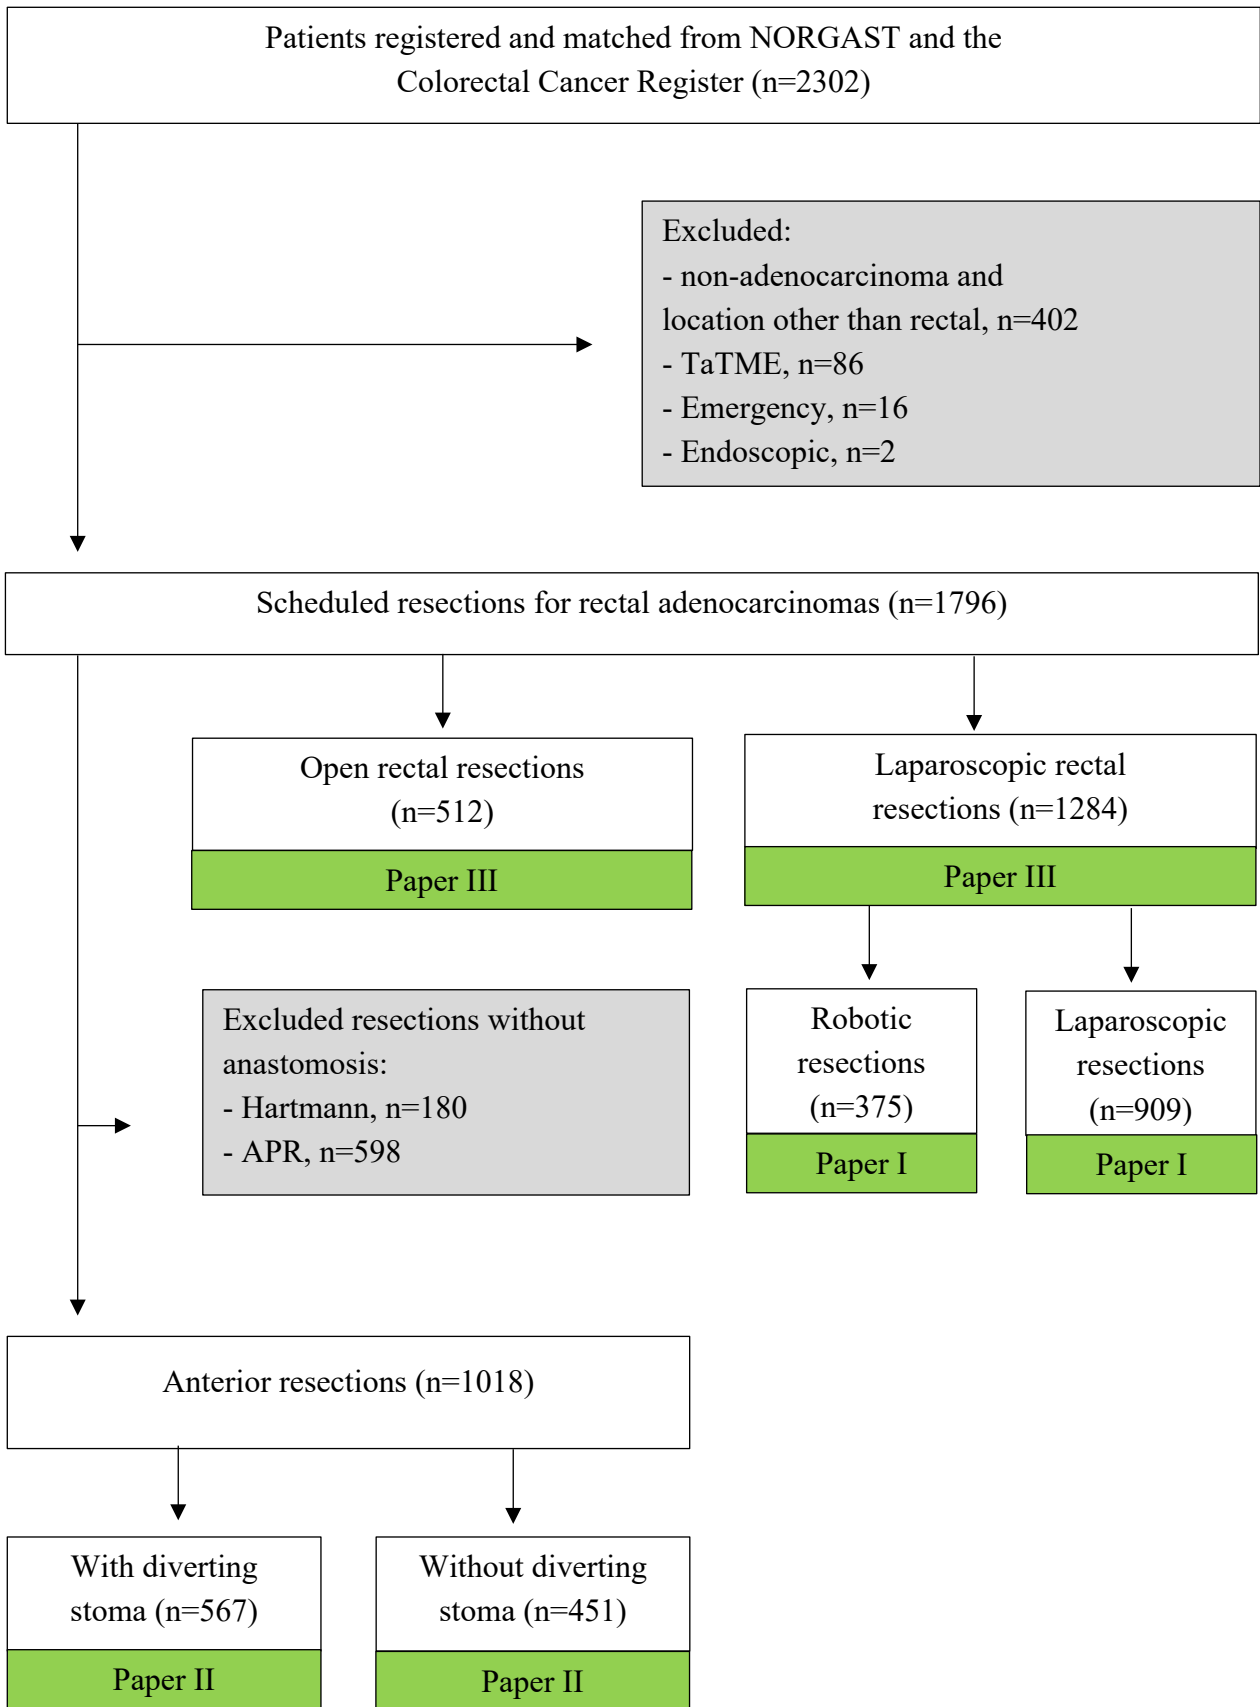 Patients registered and matched from NORGAST and the
Colorectal Cancer Register (n=2302)
Excluded:
- non-adenocarcinoma and
location other than rectal, n=402
- TaTME, n=86
- Emergency, n=16
- Endoscopic, n=2
Scheduled resections for rectal adenocarcinomas (n=1796)
Open rectal resections
(n=512)
Paper III
Laparoscopic rectal
resections (n=1284)
Paper III
Robotic
resections
(n=375)
Paper I
Laparoscopic
resections
(n=909)
Paper I
Excluded resections without
anastomosis:
- Hartmann, n=180
- APR, n=598
Anterior resections (n=1018)
With diverting
stoma (n=567)
Paper II
Without diverting
stoma (n=451)
Paper II